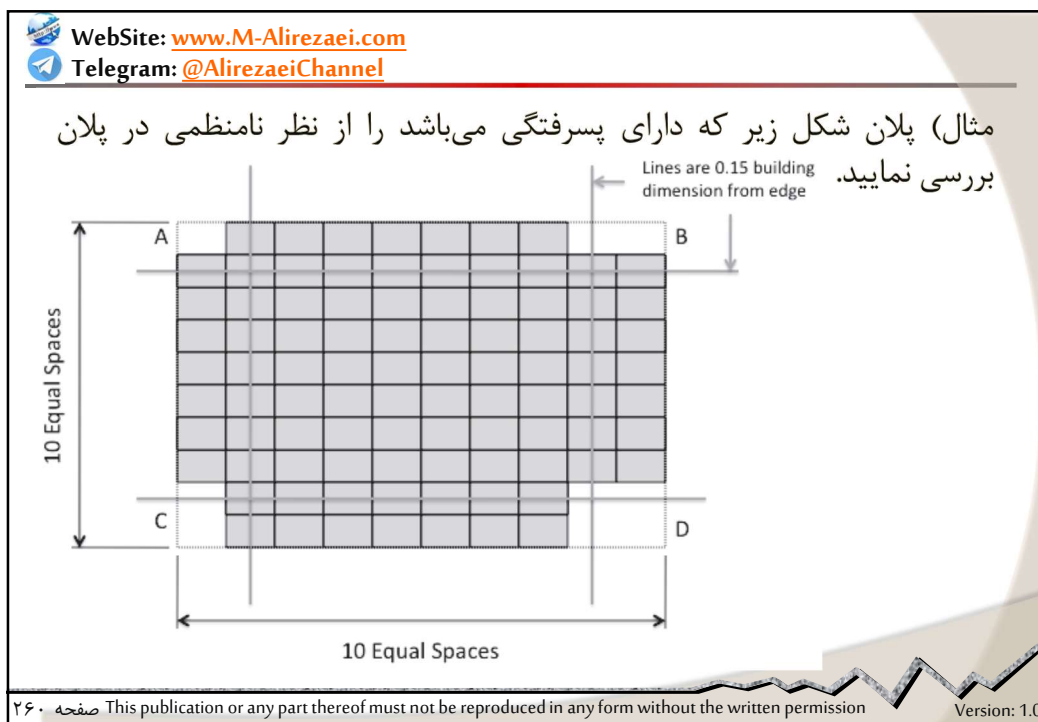 WebSite: www.M-Alirezaei.com
Telegram: @AlirezaeiChannel
مثال) پلان شکل زیر که دارای پسرفتگی می‌باشد را از نظر نامنظمی در پلان
بررسی نمایید.
Lines are 0.15 building
dimension from edge
A
B
10 Equal Spaces
C
D
10 Equal Spaces
صفحه ۲۶۰ This publication or any part thereof must not be reproduced in any form without the written permission
Version: 1.0